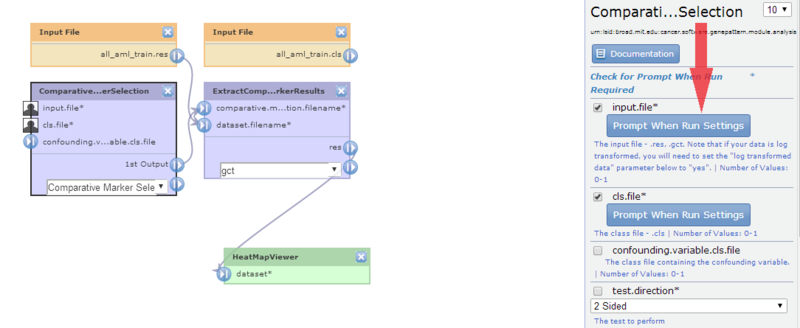 Input File
all_aml_train.res
Input File
all_aml_train.cls
Comparative...erSelection
input.file*
cls.file*
confounding.v...able.cls.file
1st Output
Comparative Marker Sele
ExtractComp...rkerResults
comparative.m...tion.filename*
dataset.filename*
res
gct
HeatMapViewer
dataset*
Comparati...Selection
10
urn:lsid:broad.mit.edu:cancer.software.genepattern.module.analysis
Documentation
Check for Prompt When Run *
Required
input.file*
Prompt When Run Settings
The input file - .res, .gct. Note that if your data is log
transformed, you will need to set the "log transformed
data" parameter below to "yes". | Number of Values:
0-1
cls.file*
Prompt When Run Settings
The class file - .cls | Number of Values: 0-1
confounding.variable.cls.file
The class file containing the confounding variable.
| Number of Values: 0-1
test.direction*
2 Sided
The test to perform